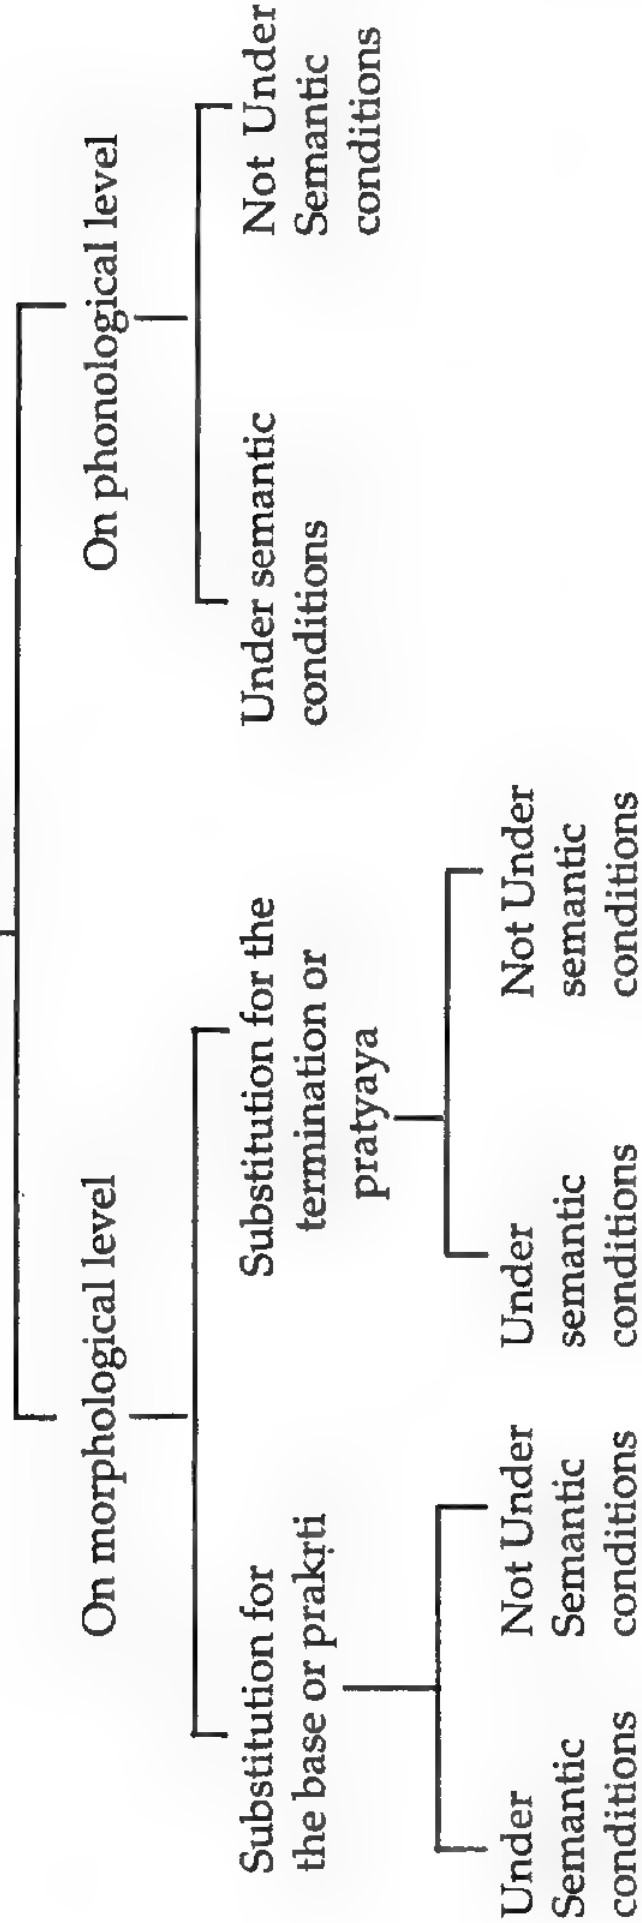 On morphological level
On phonological level
Substitution for
the base or prakṛti
Substitution for the
termination or
pratyaya
Under semantic
conditions
Not Under
Semantic
conditions
Under
Semantic
conditions
Not Under
Semantic
conditions
Under
semantic
conditions
Not Under
semantic
conditions